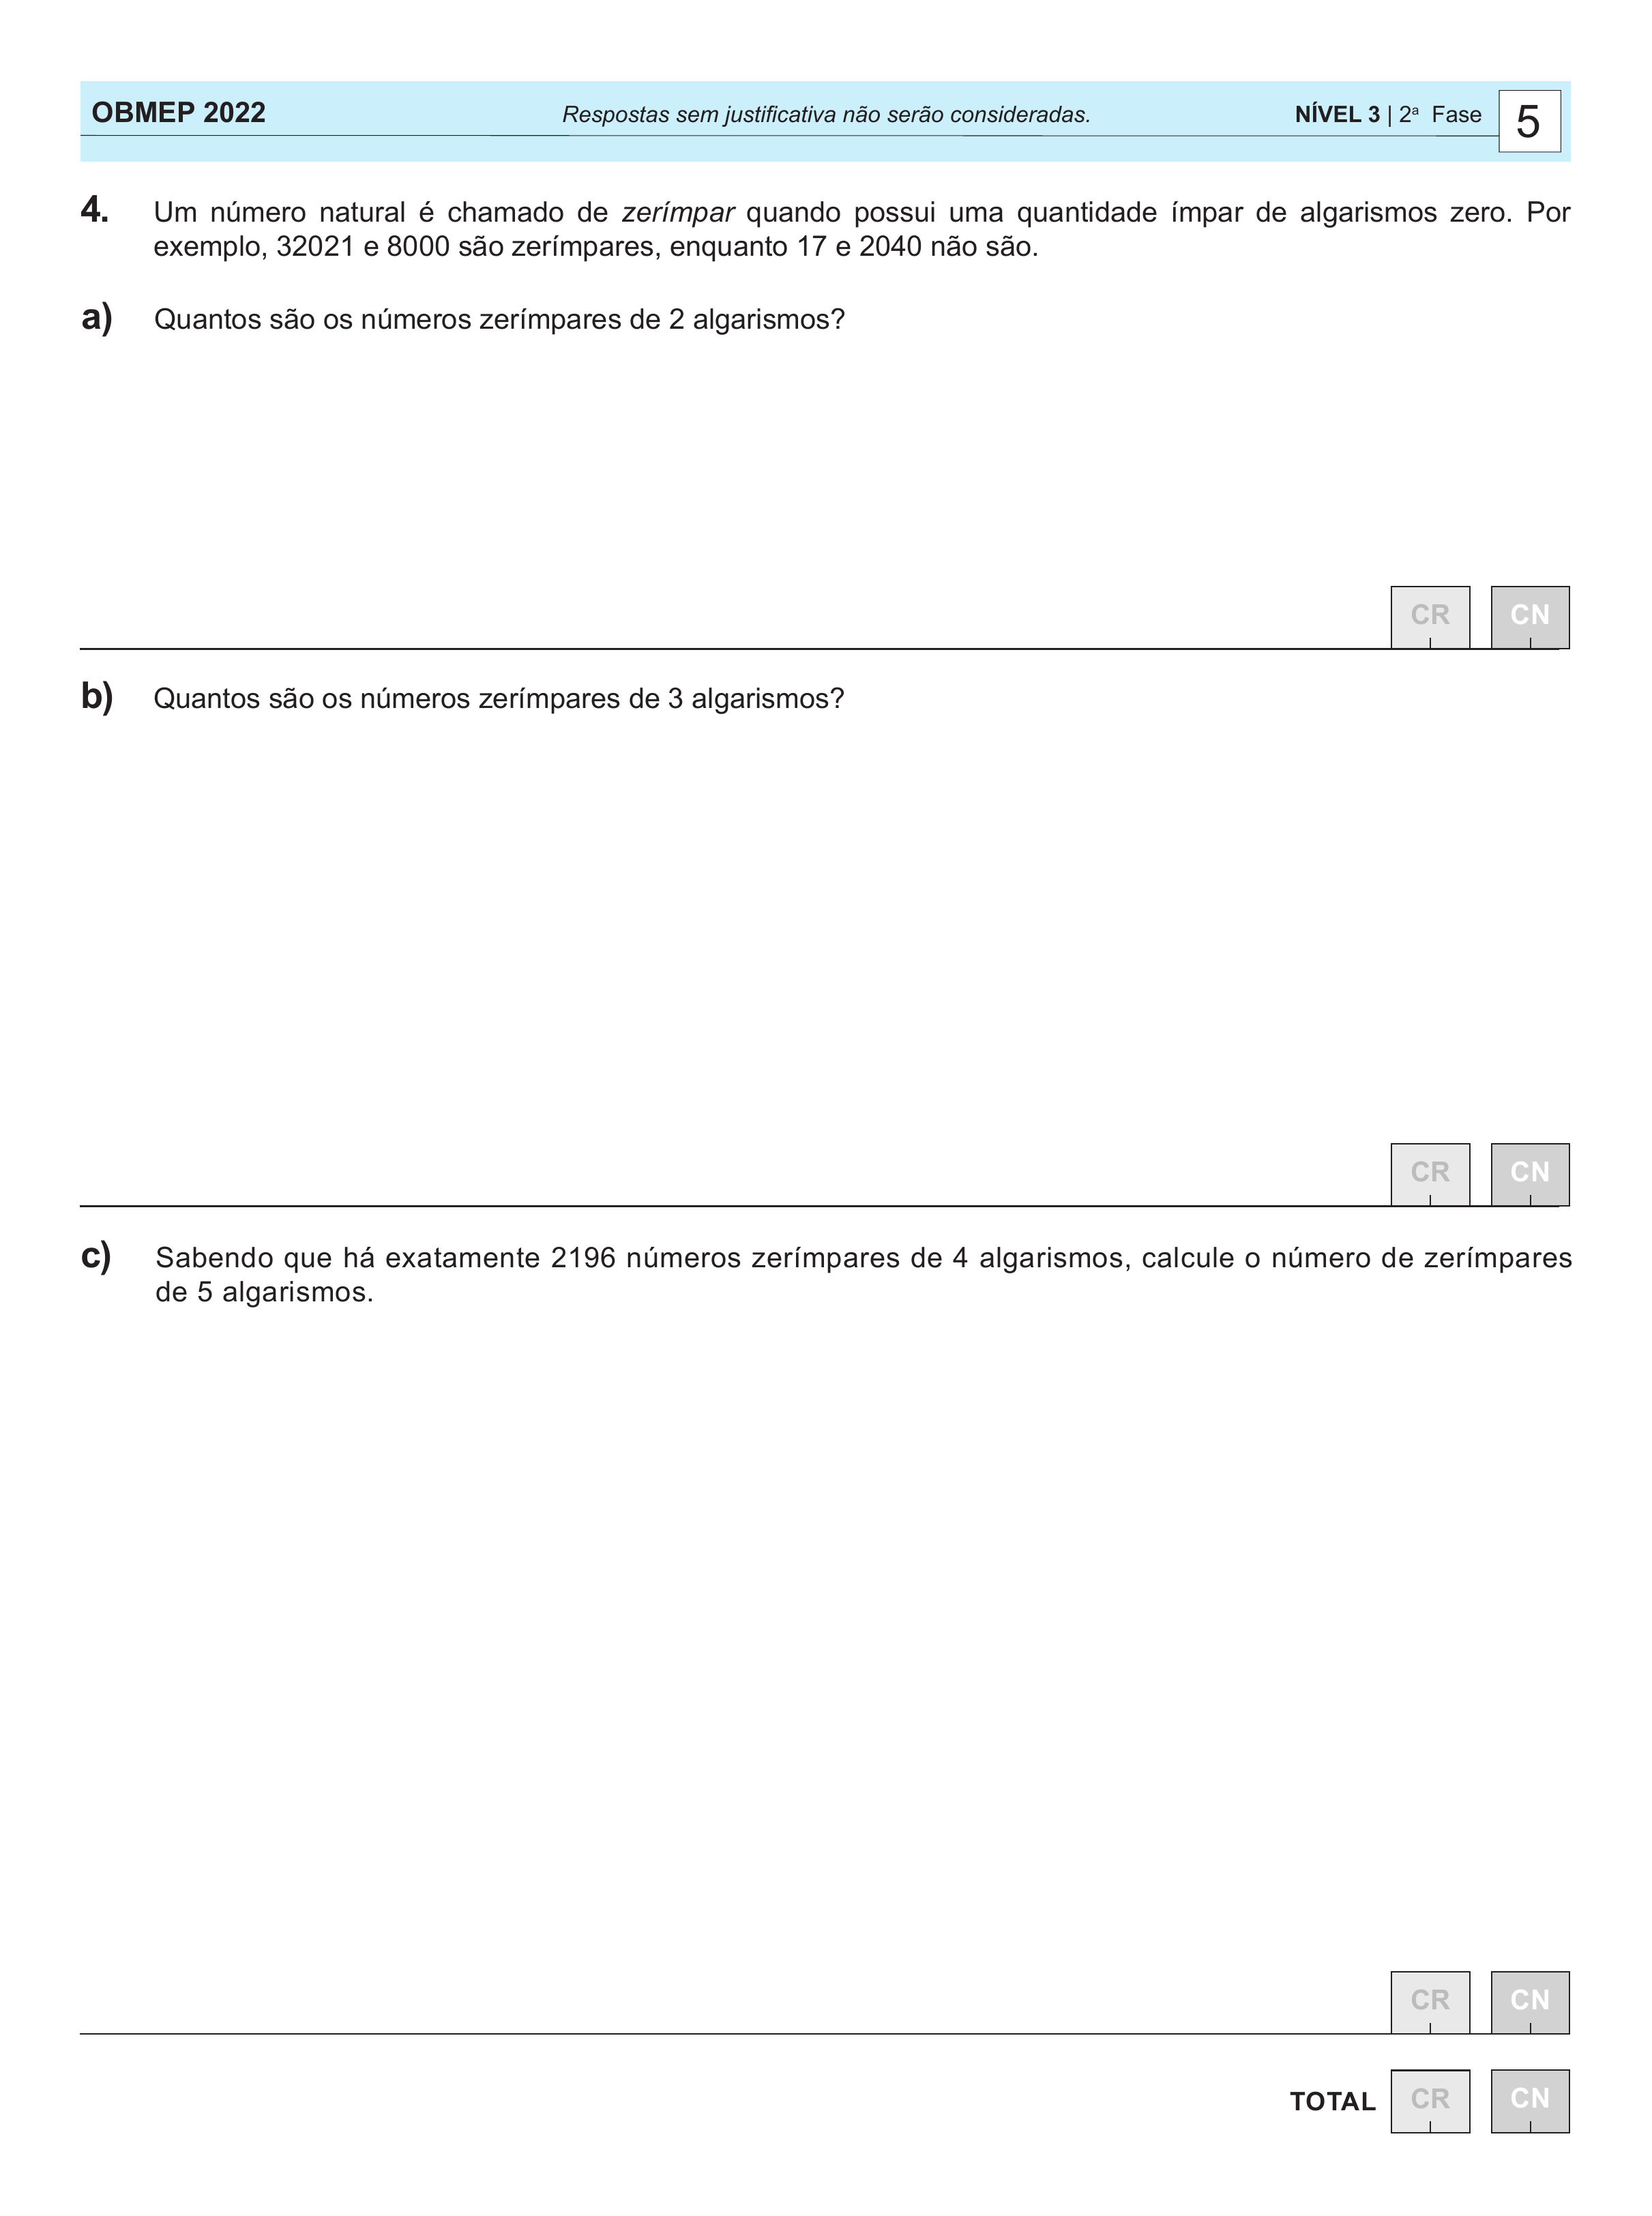 OBMEP 2022 Respostas sem justificativa não serão consideradas. NÍVEL 3 | 2ª Fase 5
4. Um número natural é chamado de zerímpar quando possui uma quantidade ímpar de algarismos zero. Por
exemplo, 32021 e 8000 são zerímpares, enquanto 17 e 2040 não são.
a) Quantos são os números zerímpares de 2 algarismos?
CR CN
b) Quantos são os números zerímpares de 3 algarismos?
CR CN
c) Sabendo que há exatamente 2196 números zerímpares de 4 algarismos, calcule o número de zerímpares
de 5 algarismos.
CR CN
TOTAL CR CN